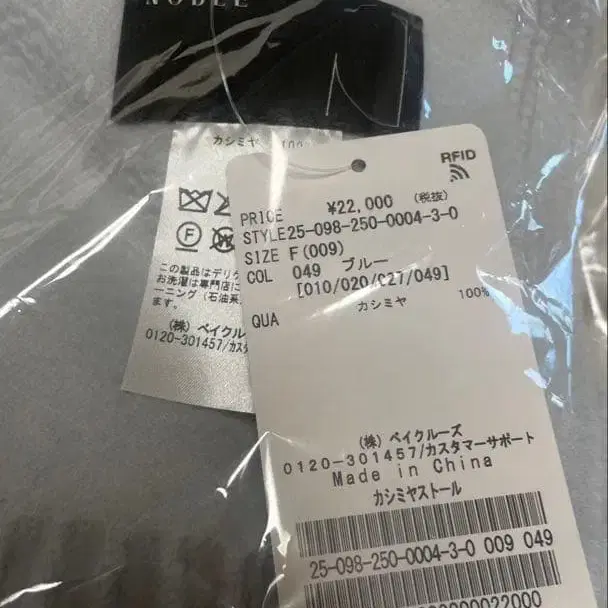 NOBLE
カシミヤ 100
RFID
PRICE ¥22,000 (税抜)
STYLE25-098-250-0004-3-0
SIZE F(009)
COL 049 ブルー
[010/020/027/049]
QUA カシミヤ 100%
この製品はデリ
お洗濯は専門店に
ーニング(石油系
ます。
(株) ベイクルーズ
0120-301457/カス
(株) ベイクルーズ
0120-301457/カスタマーサポート
Made in China
カシミヤストール
25-098-250-0004-3-0 009 049
00022000